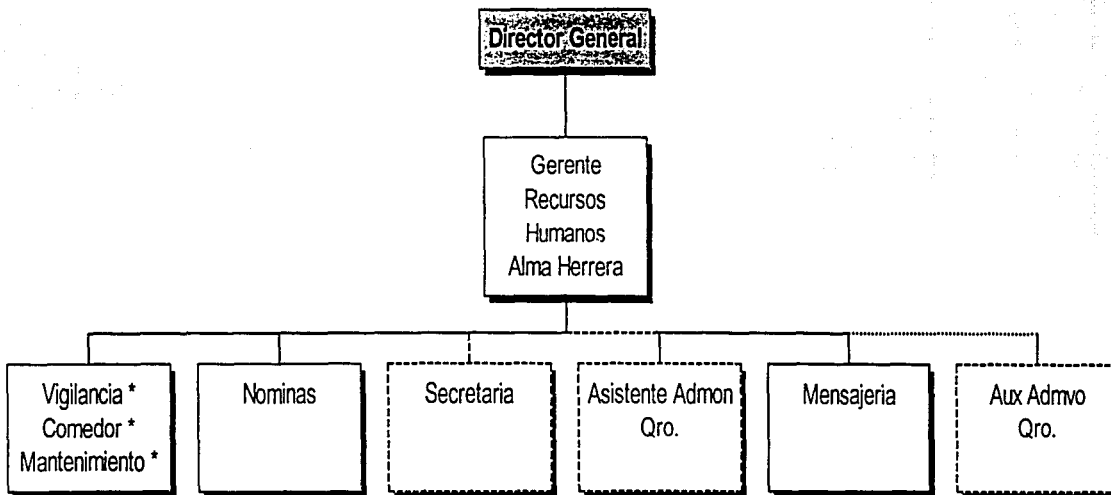 Director General
Gerente
Recursos
Humanos
Alma Herrera
Vigilancia *
Comedor *
Mantenimiento *
Nominas
Secretaria
Asistente Admon
Qro.
Mensajeria
Aux Admvo
Qro.